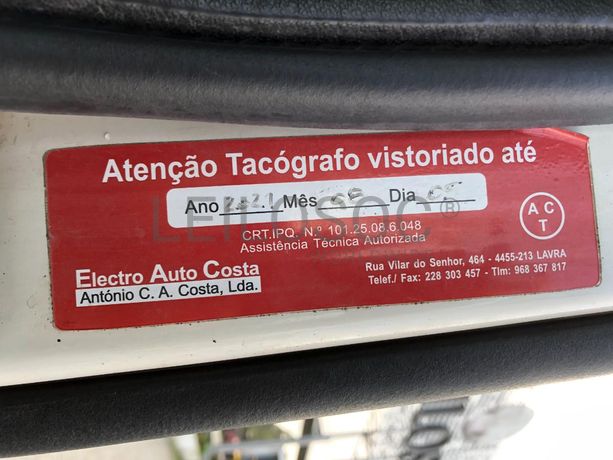 Atenção Tacógrafo vistoriado até
Ano 2021 Mês Dia
LEILOSOC®
CRT.IPQ. N.º 101.25.08.6.048
Assistência Técnica Autorizada
A C T
Electro Auto Costa
António C. A. Costa, Lda.
Rua Vilar do Senhor, 464 - 4455-213 LAVRA
Telef./ Fax: 228 303 457 - Tlm: 968 367 817